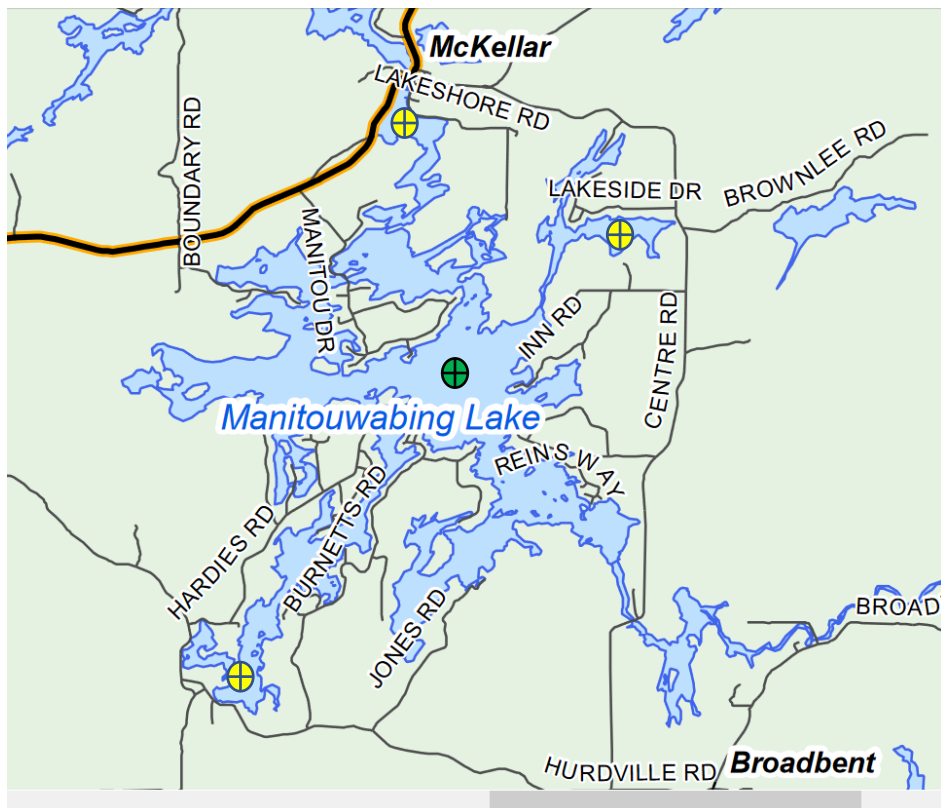 McKellar
LAKESHORE RD
BOUNDARY RD
BROWNLEE RD
LAKESIDE DR
MANITOU DR
INN RD
CENTRE RD
Manitouwabing Lake
REINS WAY
HARDIES RD
BURNETTS RD
JONES RD
BROAD
HURDVILLE RD
Broadbent